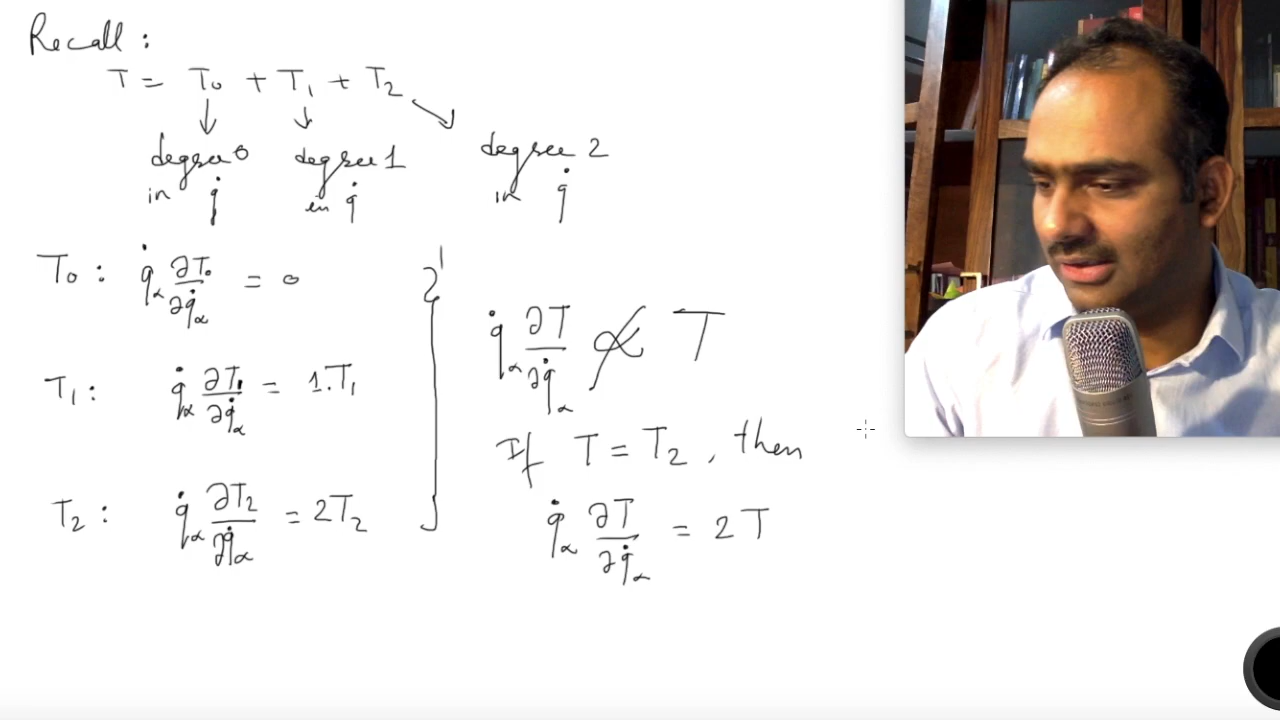 Recall :
T = T₀ + T₁ + T₂
degree 0 in q̇
degree 1 in q̇
degree 2 in q̇
T₀ : q̇_α ∂T₀/∂q̇_α = 0
T₁ : q̇_α ∂T₁/∂q̇_α = 1.T₁
T₂ : q̇_α ∂T₂/∂q̇_α = 2T₂
q̇_α ∂T/∂q̇_α ∝̸ T
If T = T₂ , then
q̇_α ∂T/∂q̇_α = 2T